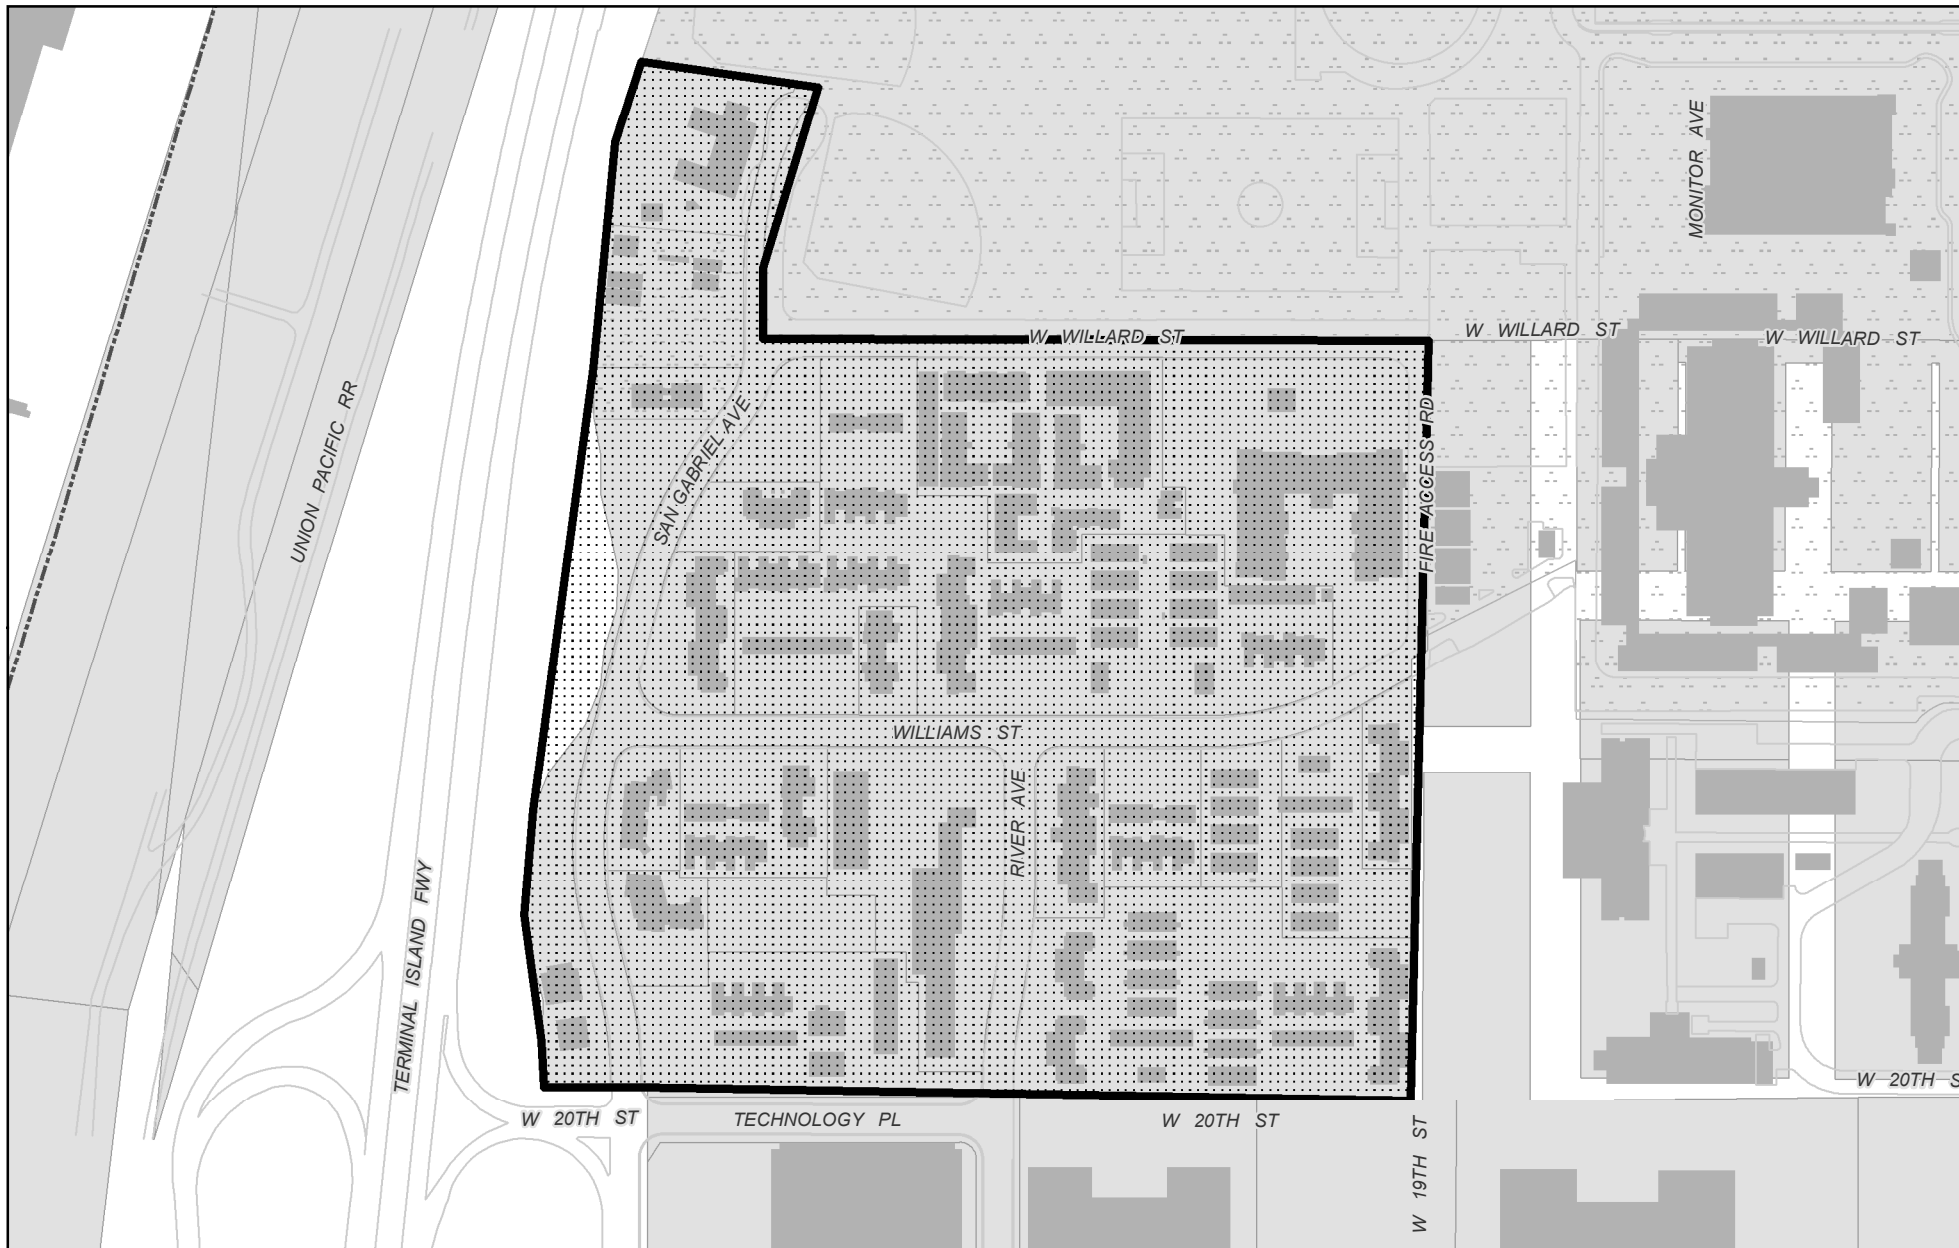 MONITOR AVE
W WILLARD ST
W WILLARD ST
W WILLARD ST
UNION PACIFIC RR
SAN GABRIEL AVE
FIRE ACCESS RD
WILLIAMS ST
RIVER AVE
TERMINAL ISLAND FWY
W 20TH S
W 20TH ST
TECHNOLOGY PL
W 20TH ST
W 19TH ST